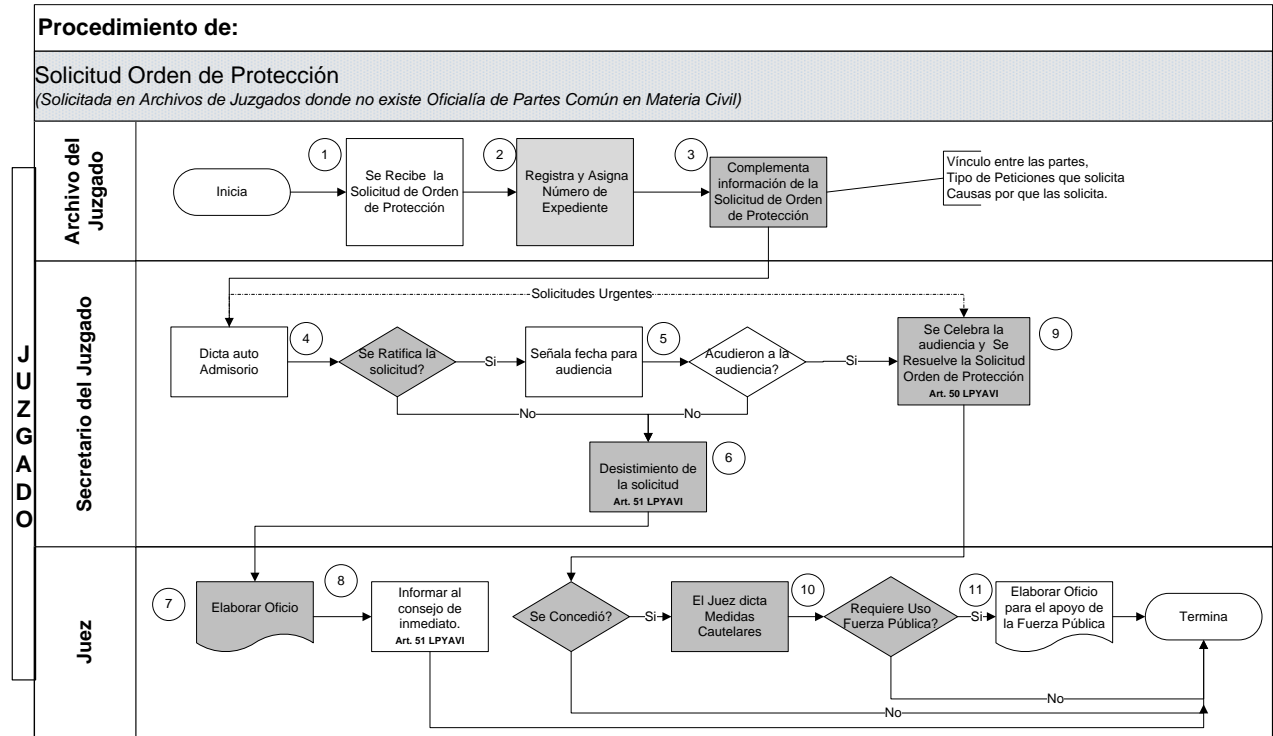 Procedimiento de:
Solicitud Orden de Protección
(Solicitada en Archivos de Juzgados donde no existe Oficialía de Partes Común en Materia Civil)
JUZGADO
Archivo del
Juzgado
Inicia
1
Se Recibe la
Solicitud de Orden
de Protección
2
Registra y Asigna
Número de
Expediente
3
Complementa
información de la
Solicitud de Orden
de Protección
Vínculo entre las partes,
Tipo de Peticiones que solicita
Causas por que las solicita.
Secretario del Juzgado
Solicitudes Urgentes
Dicta auto
Admisorio
4
Se Ratifica la
solicitud?
Si
Señala fecha para
audiencia
5
Acudieron a la
audiencia?
Si
Se Celebra la
audiencia y Se
Resuelve la Solicitud
Orden de Protección
Art. 50 LPYAVI
9
No
No
Desistimiento de
la solicitud
Art. 51 LPYAVI
6
Juez
7
Elaborar Oficio
8
Informar al
consejo de
inmediato.
Art. 51 LPYAVI
Se Concedió?
Si
El Juez dicta
Medidas
Cautelares
10
Requiere Uso
Fuerza Pública?
11
Si
Elaborar Oficio
para el apoyo de
la Fuerza Pública
Termina
No
No